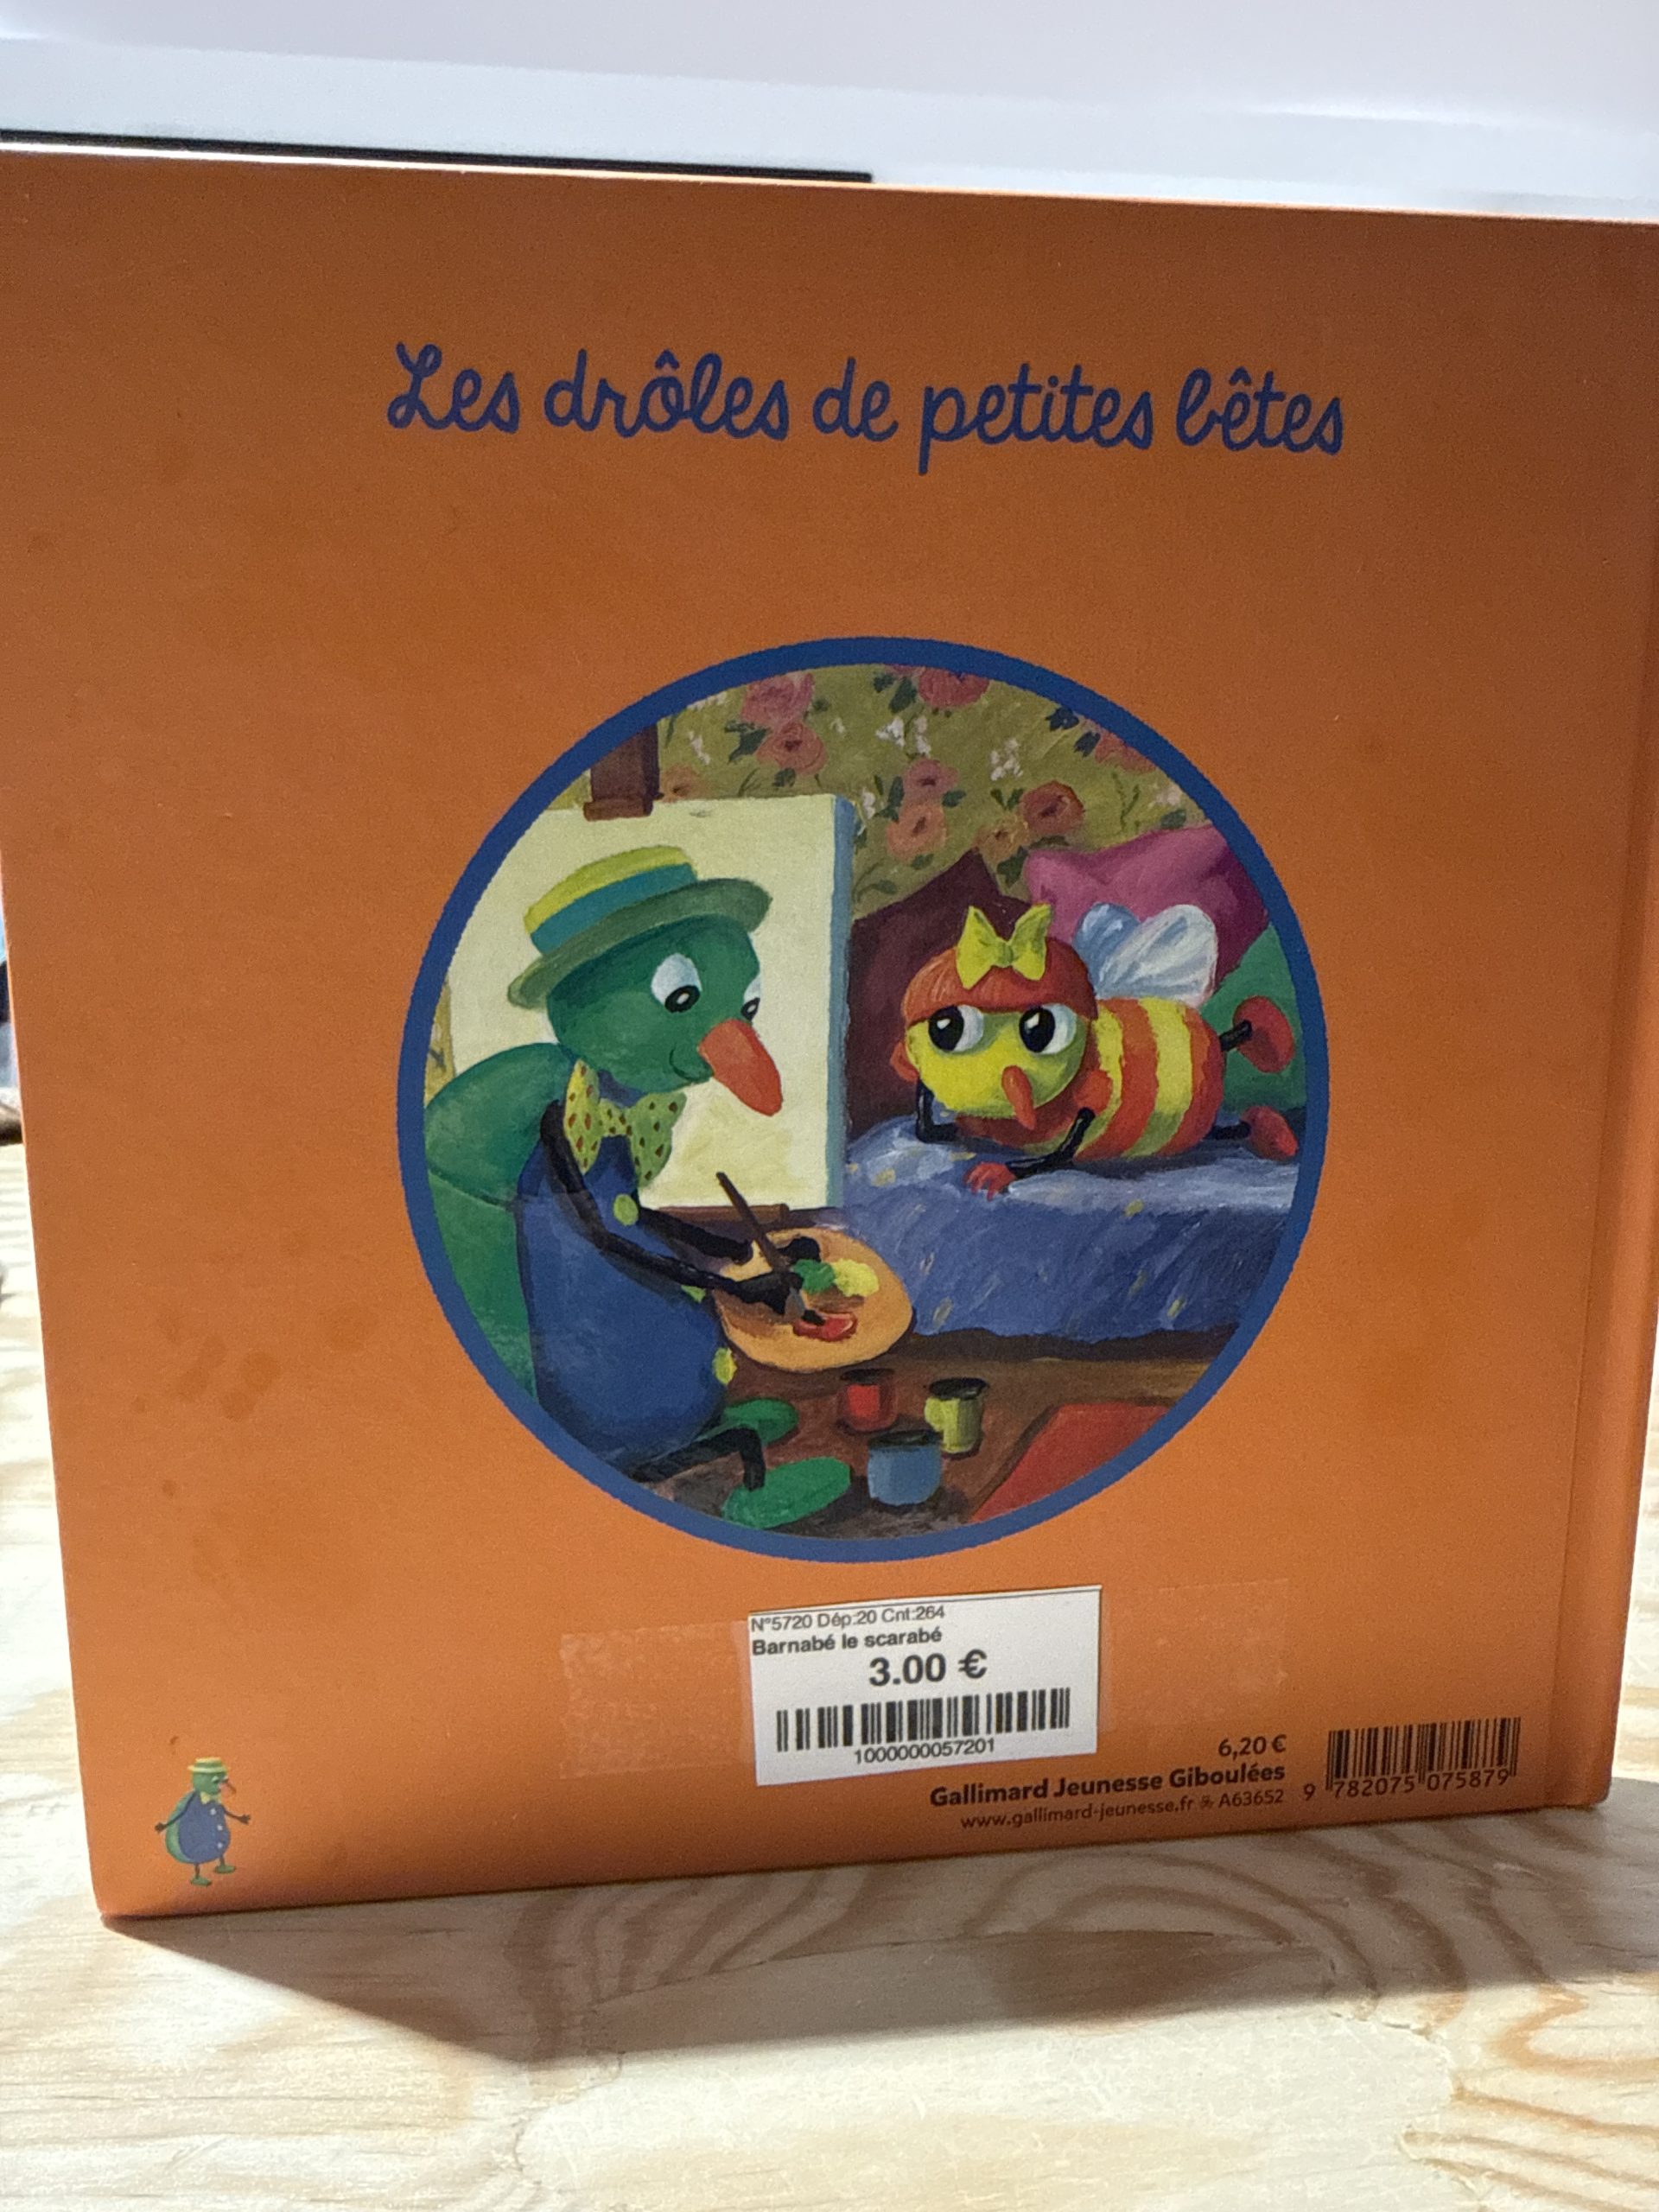 Les drôles de petites bêtes
N°5720 Dép:20 Cnt:264
Barnabé le scarabé
3.00 €
1000000057201
6,20 €
Gallimard Jeunesse Giboulées
www.gallimard-jeunesse.fr A63652
9 782075 075879